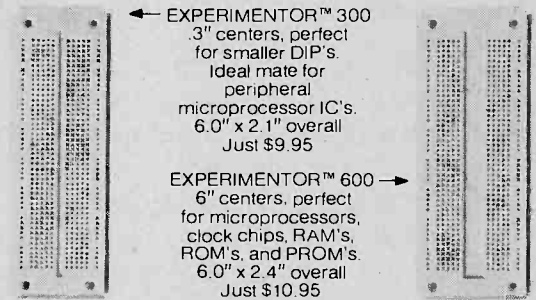 EXPERIMENTOR™ 300
.3" centers, perfect
for smaller DIP's.
Ideal mate for
peripheral
microprocessor IC's.
6.0" x 2.1" overall
Just $9.95
EXPERIMENTOR™ 600
6" centers, perfect
for microprocessors,
clock chips, RAM's,
ROM's, and PROM's.
6.0" x 2.4" overall
Just $10.95